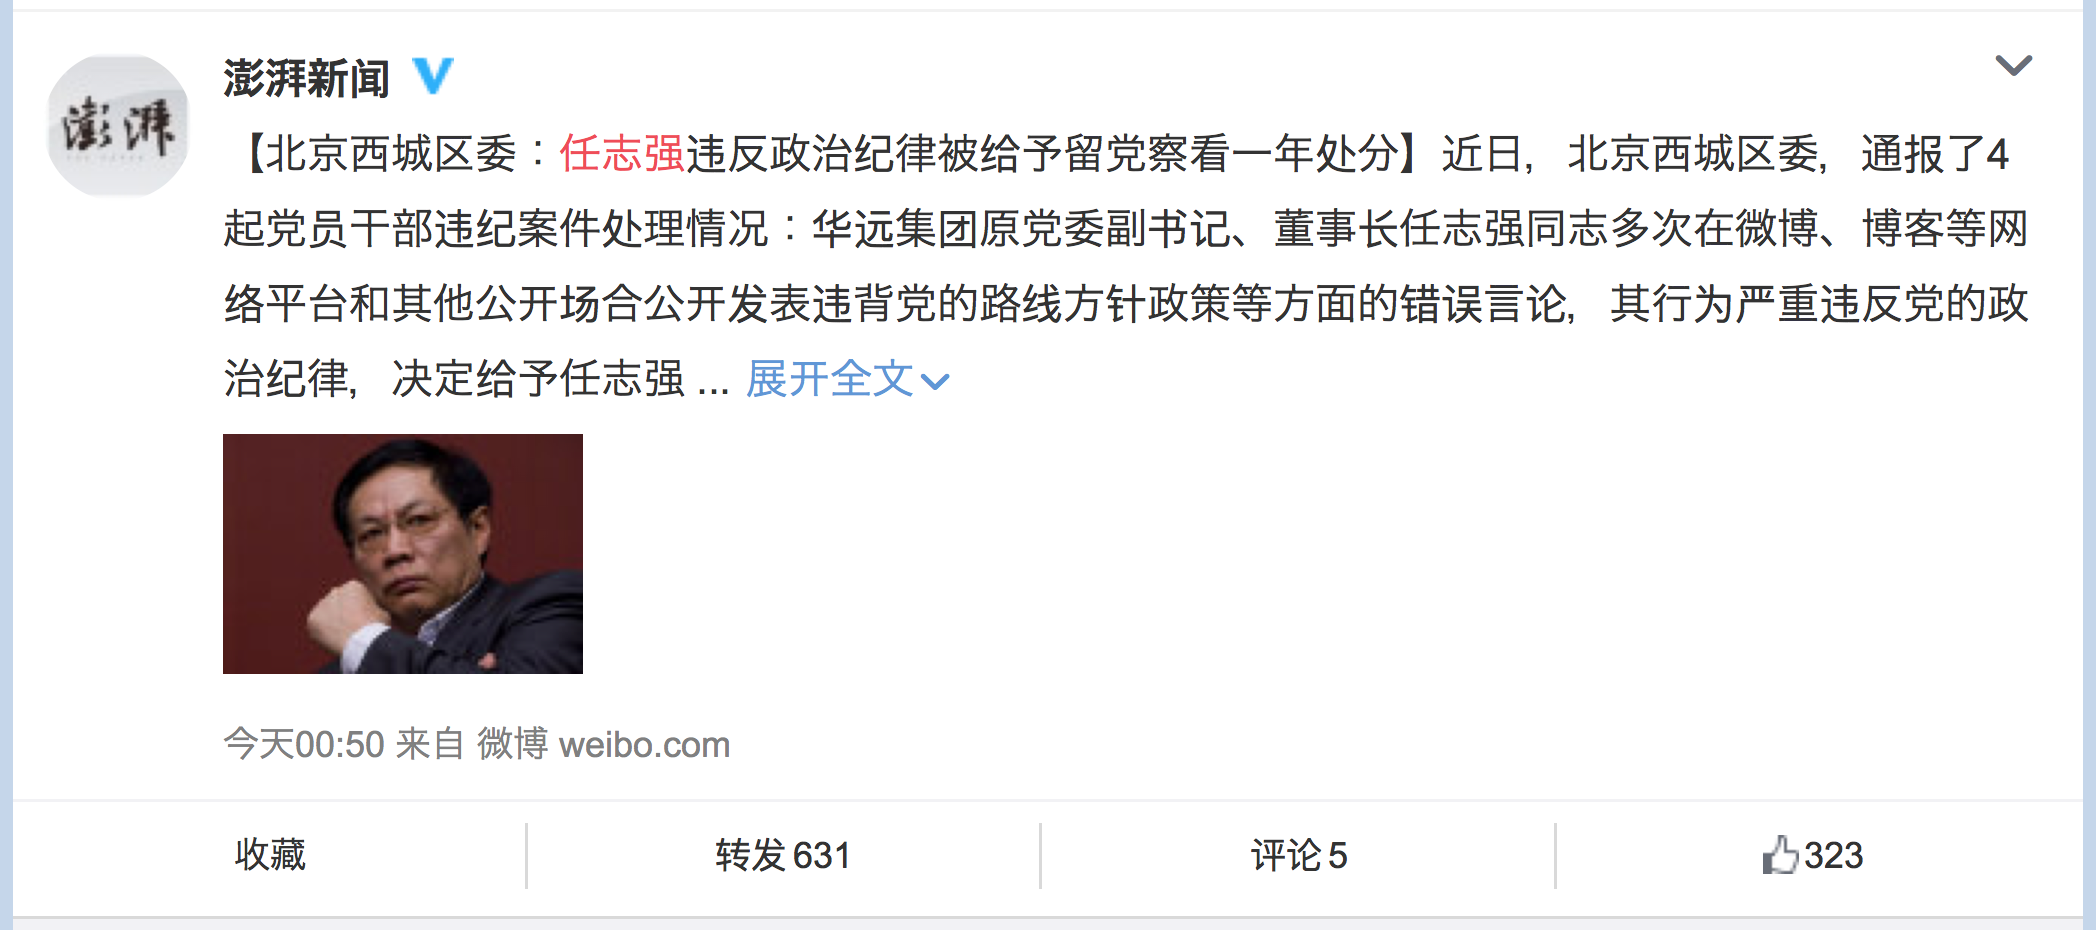 澎湃
澎湃新闻
【北京西城区委：任志强违反政治纪律被给予留党察看一年处分】近日，北京西城区委，通报了4
起党员干部违纪案件处理情况：华远集团原党委副书记、董事长任志强同志多次在微博、博客等网
络平台和其他公开场合公开发表违背党的路线方针政策等方面的错误言论，其行为严重违反党的政
治纪律，决定给予任志强 ... 展开全文
今天00:50 来自 微博 weibo.com
收藏 转发 631 评论 5 323